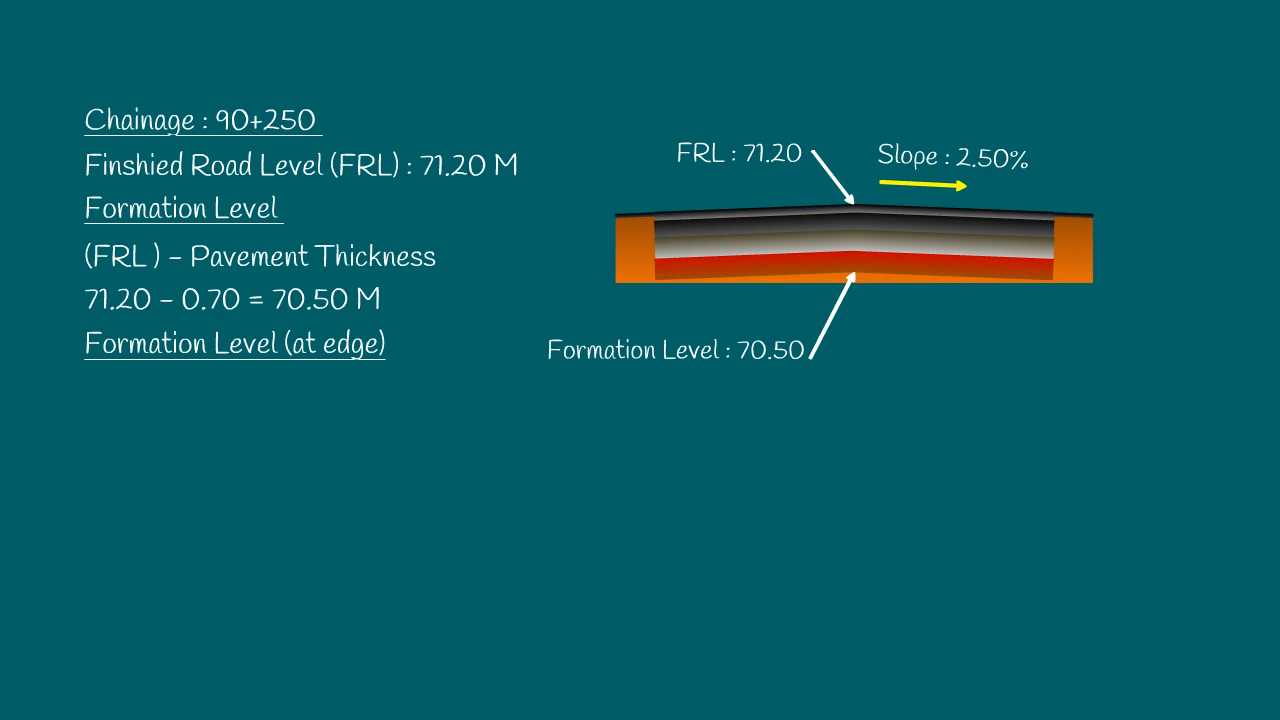 Chainage : 90+250
Finshied Road Level (FRL) : 71.20 M
Formation Level
(FRL ) - Pavement Thickness
71.20 - 0.70 = 70.50 M
Formation Level (at edge)
FRL : 71.20
Slope : 2.50%
Formation Level : 70.50